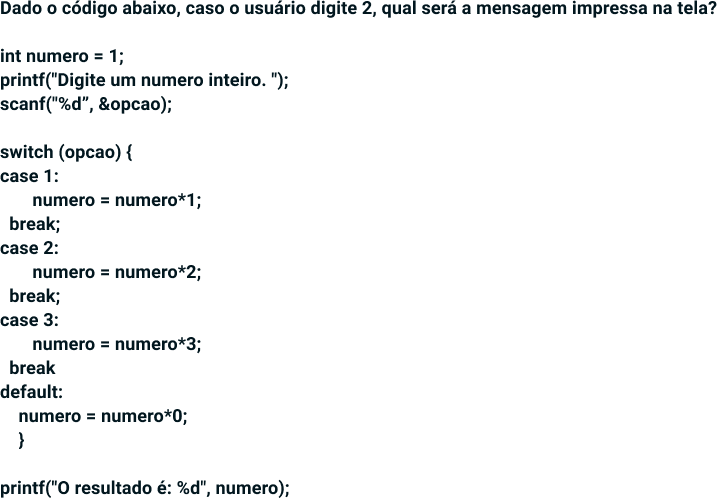 Dado o código abaixo, caso o usuário digite 2, qual será a mensagem impressa na tela?
int numero = 1;
printf("Digite um numero inteiro. ");
scanf("%d”, &opcao);
switch (opcao) {
case 1:
numero = numero*1;
break;
case 2:
numero = numero*2;
break;
case 3:
numero = numero*3;
break
default:
numero = numero*0;
}
printf("O resultado é: %d", numero);